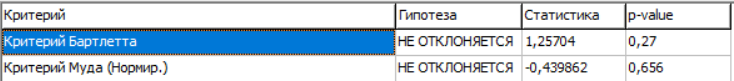 Критерий Гипотеза Статистика p-value
Критерий Бартлетта НЕ ОТКЛОНЯЕТСЯ 1,25704 0,27
Критерий Муда (Нормир.) НЕ ОТКЛОНЯЕТСЯ -0,439862 0,656